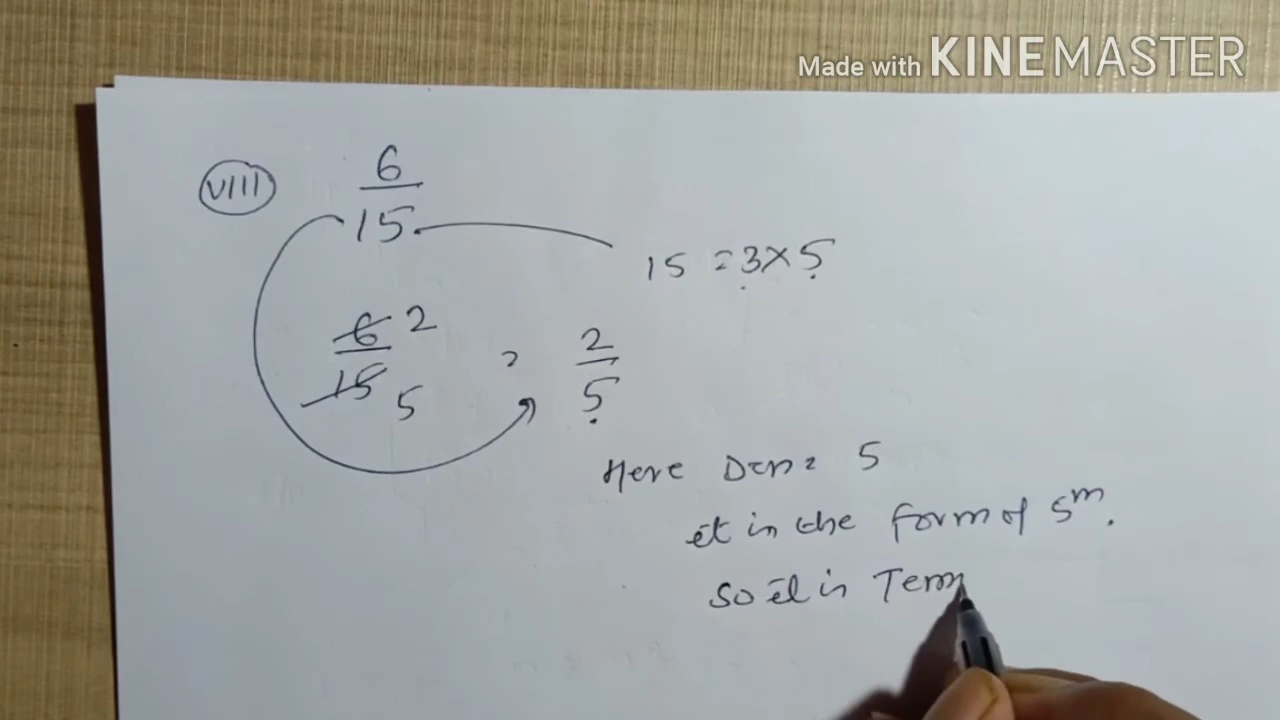 Made with KINEMASTER
VIII
6
15
15 = 3 × 5
6 2
15 5
= 2
5
Here Den = 5
it in the form of 5^m.
So it in Term